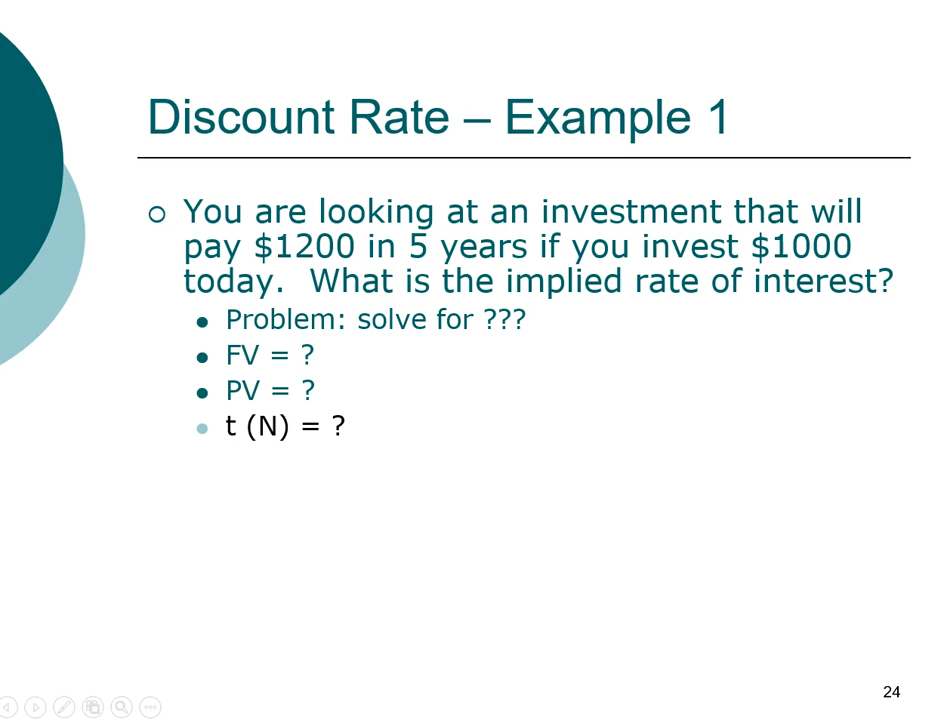 Discount Rate – Example 1
You are looking at an investment that will
pay $1200 in 5 years if you invest $1000
today.  What is the implied rate of interest?
Problem: solve for ???
FV = ?
PV = ?
t (N) = ?
24